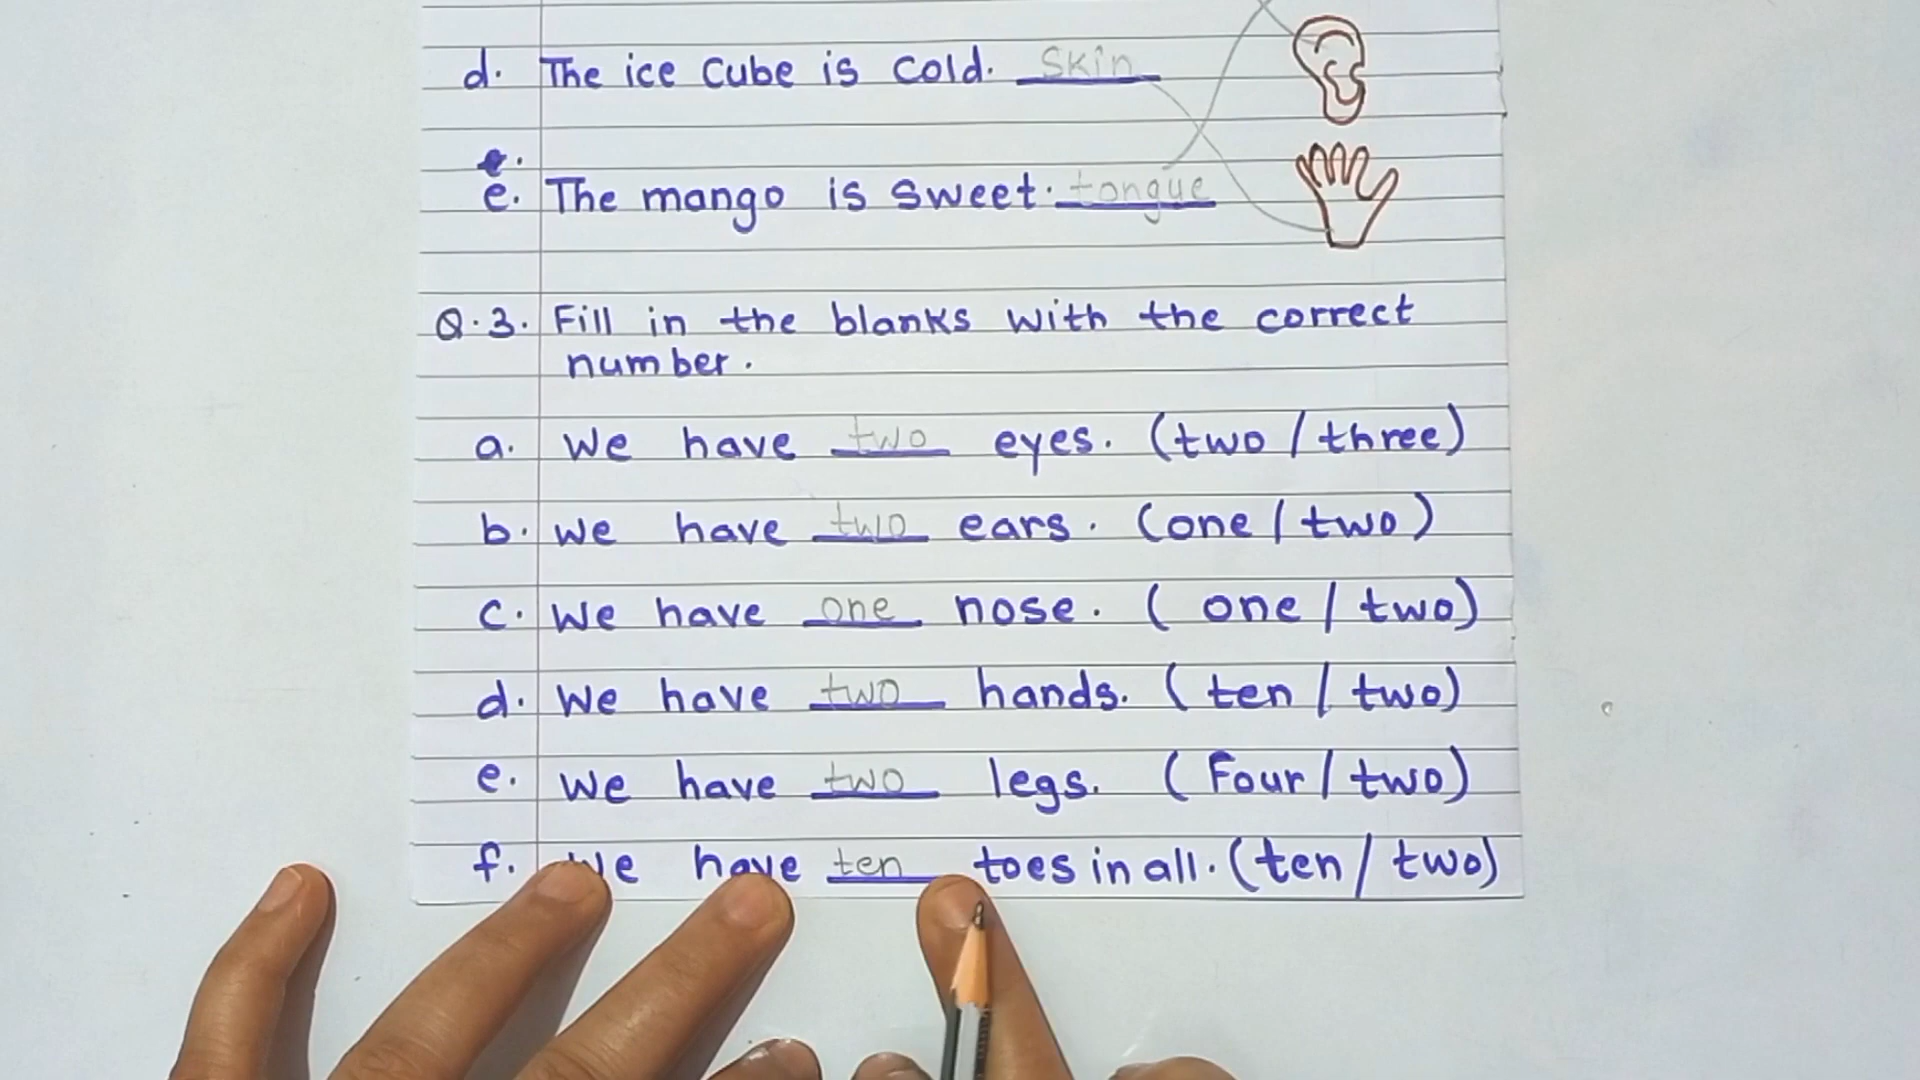 d. The ice cube is cold. Skin
e.
e. The mango is sweet. tongue
Q.3. Fill in the blanks with the correct
number.
a. We have two eyes. (two / three)
b. We have two ears. (one / two)
c. We have one nose. ( one / two)
d. We have two hands. ( ten / two)
e. We have two legs. ( Four / two)
f. We have ten toes in all. (ten / two)